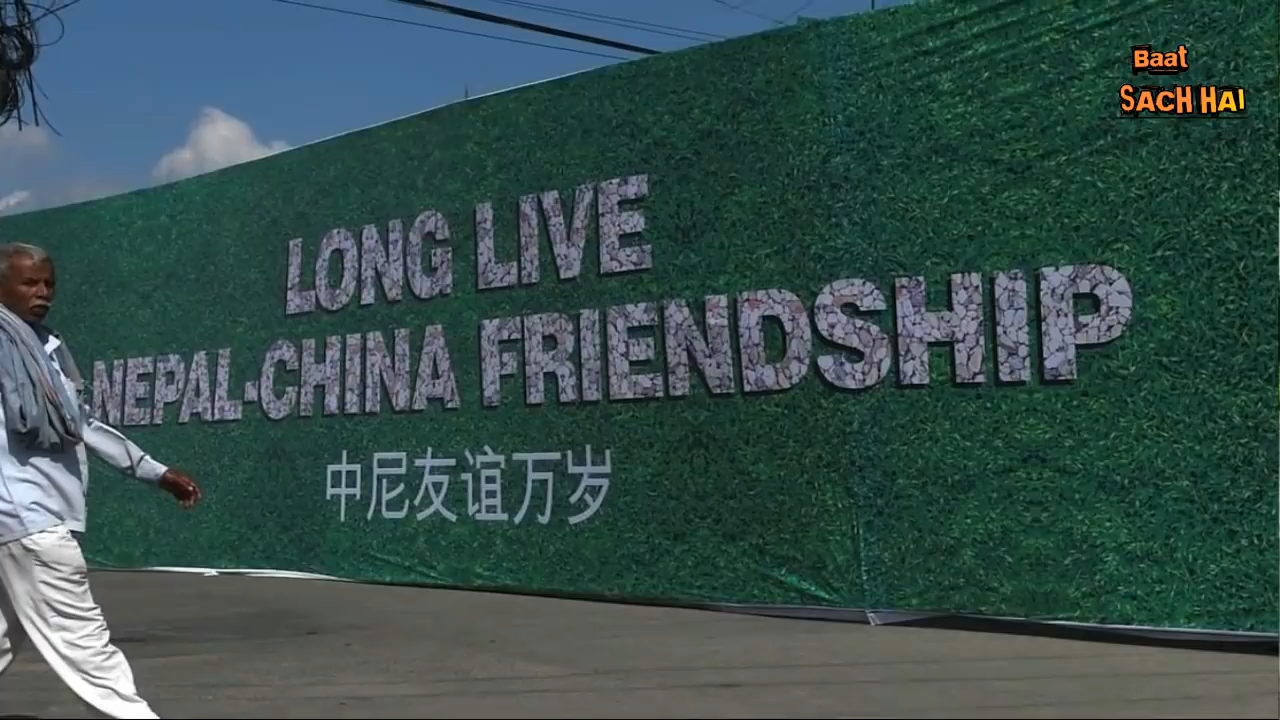 Baat
SACH HAI
LONG LIVE
NEPAL-CHINA FRIENDSHIP
中尼友谊万岁